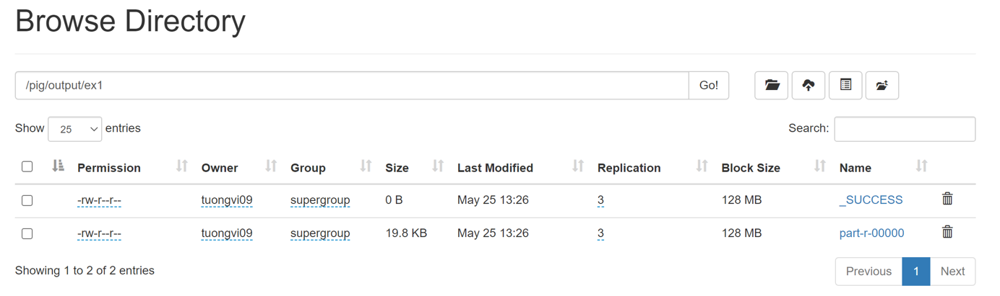 Browse Directory
/pig/output/ex1 Go!
Show 25 entries Search:
Permission Owner Group Size Last Modified Replication Block Size Name
-rw-r--r-- tuongvi09 supergroup 0 B May 25 13:26 3 128 MB _SUCCESS
-rw-r--r-- tuongvi09 supergroup 19.8 KB May 25 13:26 3 128 MB part-r-00000
Showing 1 to 2 of 2 entries Previous 1 Next